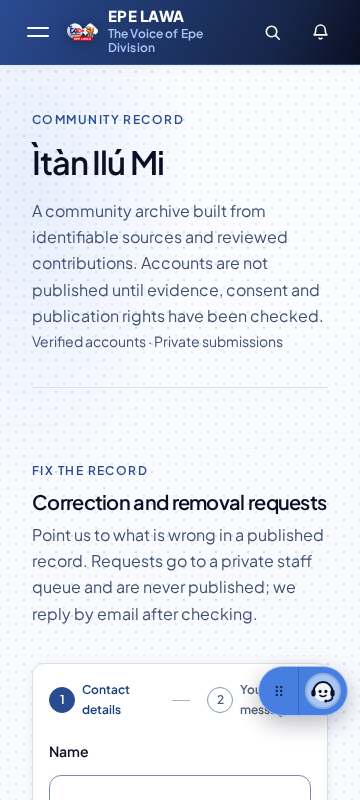 EPE LAWA
The Voice of Epe
Division
COMMUNITY RECORD
Ìtàn Ilú Mi
A community archive built from
identifiable sources and reviewed
contributions. Accounts are not
published until evidence, consent and
publication rights have been checked.
Verified accounts · Private submissions
FIX THE RECORD
Correction and removal requests
Point us to what is wrong in a published
record. Requests go to a private staff
queue and are never published; we
reply by email after checking.
1 Contact
details
2
Name